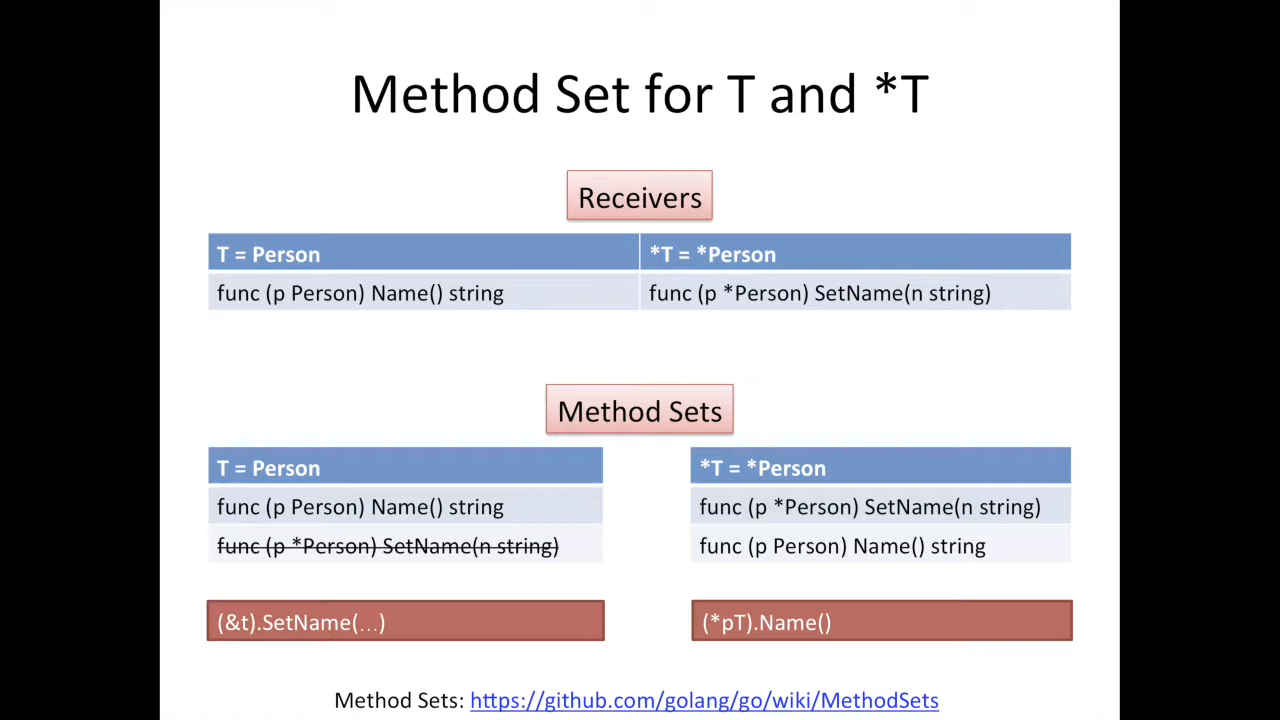 Method Set for T and *T
Receivers
T = Person
*T = *Person
func (p Person) Name() string
func (p *Person) SetName(n string)
Method Sets
T = Person
func (p Person) Name() string
func (p *Person) SetName(n string)
*T = *Person
func (p *Person) SetName(n string)
func (p Person) Name() string
(&t).SetName(…)
(*pT).Name()
Method Sets: https://github.com/golang/go/wiki/MethodSets